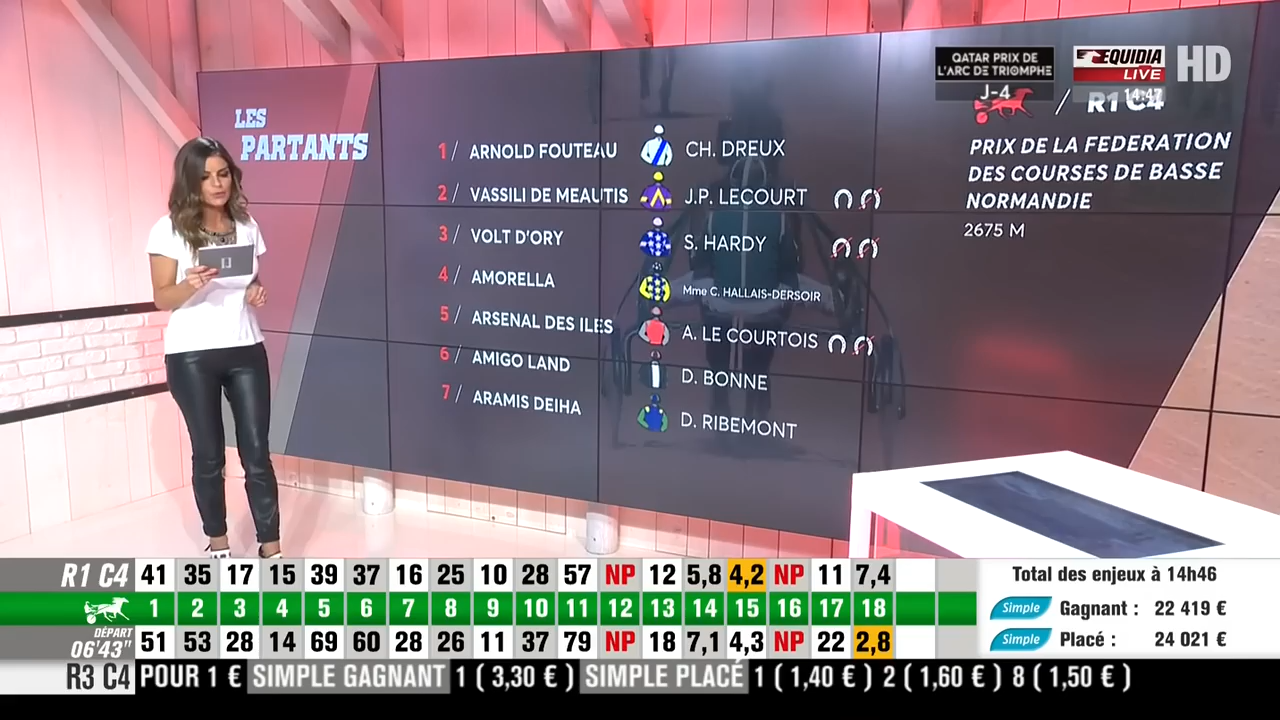 QATAR PRIX DE
L'ARC DE TRIOMPHE
J-4
EQUIDIA
LIVE
HD
14:47
/ R1 C4
LES
PARTANTS
1 / ARNOLD FOUTEAU CH. DREUX
2 / VASSILI DE MEAUTIS J.P. LECOURT
3 / VOLT D'ORY S. HARDY
4 / AMORELLA Mme C. HALLAIS-DERSOIR
5 / ARSENAL DES ILES A. LE COURTOIS
6 / AMIGO LAND D. BONNE
7 / ARAMIS DEIHA D. RIBEMONT
PRIX DE LA FEDERATION
DES COURSES DE BASSE
NORMANDIE
2675 M
R1 C4 41 35 17 15 39 37 16 25 10 28 57 NP 12 5,8 4,2 NP 11 7,4
1 2 3 4 5 6 7 8 9 10 11 12 13 14 15 16 17 18
DÉPART
06'43" 51 53 28 14 69 60 28 26 11 37 79 NP 18 7,1 4,3 NP 22 2,8
Total des enjeux à 14h46
Simple Gagnant : 22 419 €
Simple Placé : 24 021 €
R3 C4 POUR 1 € SIMPLE GAGNANT 1 ( 3,30 € ) SIMPLE PLACÉ 1 ( 1,40 € ) 2 ( 1,60 € ) 8 ( 1,50 € )